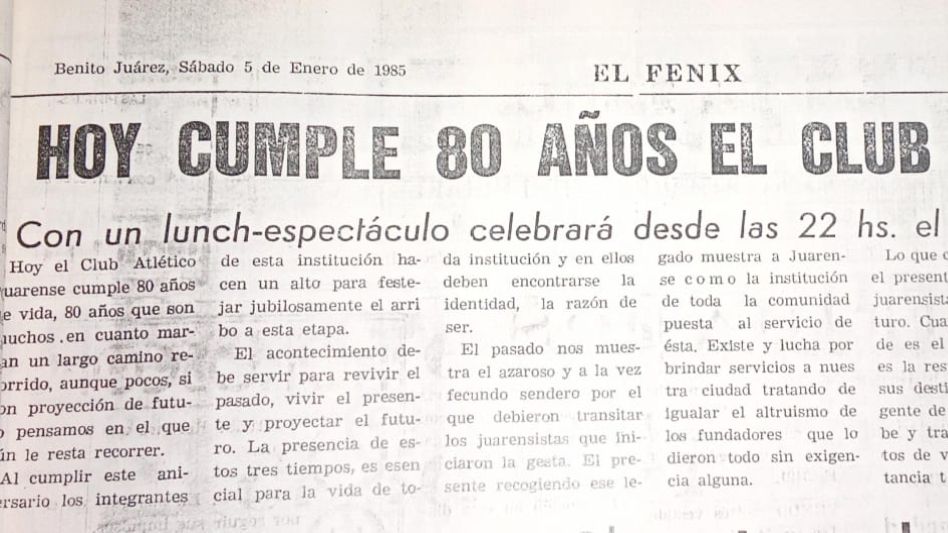 Benito Juárez, Sábado 5 de Enero de 1985
EL FENIX
HOY CUMPLE 80 AÑOS EL CLUB
Con un lunch-espectáculo celebrará desde las 22 hs. el
Hoy el Club Atlético
uarense cumple 80 años
e vida, 80 años que son
uchos . en cuanto mar-
an un largo camino re-
orrido, aunque pocos, si
on proyección de futu-
o pensamos en el que
ún le resta recorrer.
Al cumplir este ani-
ersario los integrantes
de esta institución ha-
cen un alto para feste-
jar jubilosamente el arri
bo a esta etapa.
El acontecimiento de-
be servir para revivir el
pasado, vivir el presen-
te y proyectar el futu-
ro. La presencia de es-
tos tres tiempos, es esen
cial para la vida de to-
da institución y en ellos
deben encontrarse la
identidad, la razón de
ser.
El pasado nos mues-
tra el azaroso y a la vez
fecundo sendero por el
que debieron transitar
los juarensistas que ini-
ciaron la gesta. El pre-
sente recogiendo ese le-
gado muestra a Juaren-
se como la institución
de toda la comunidad
puesta al servicio de
ésta. Existe y lucha por
brindar servicios a nues
tra ciudad tratando de
igualar el altruismo de
los fundadores que lo
dieron todo sin exigen-
cia alguna.
Lo que
el present
juarensista
turo. Cua
de es el
es la res
sus desti
gente de
be y tra
tos de v
tancia t